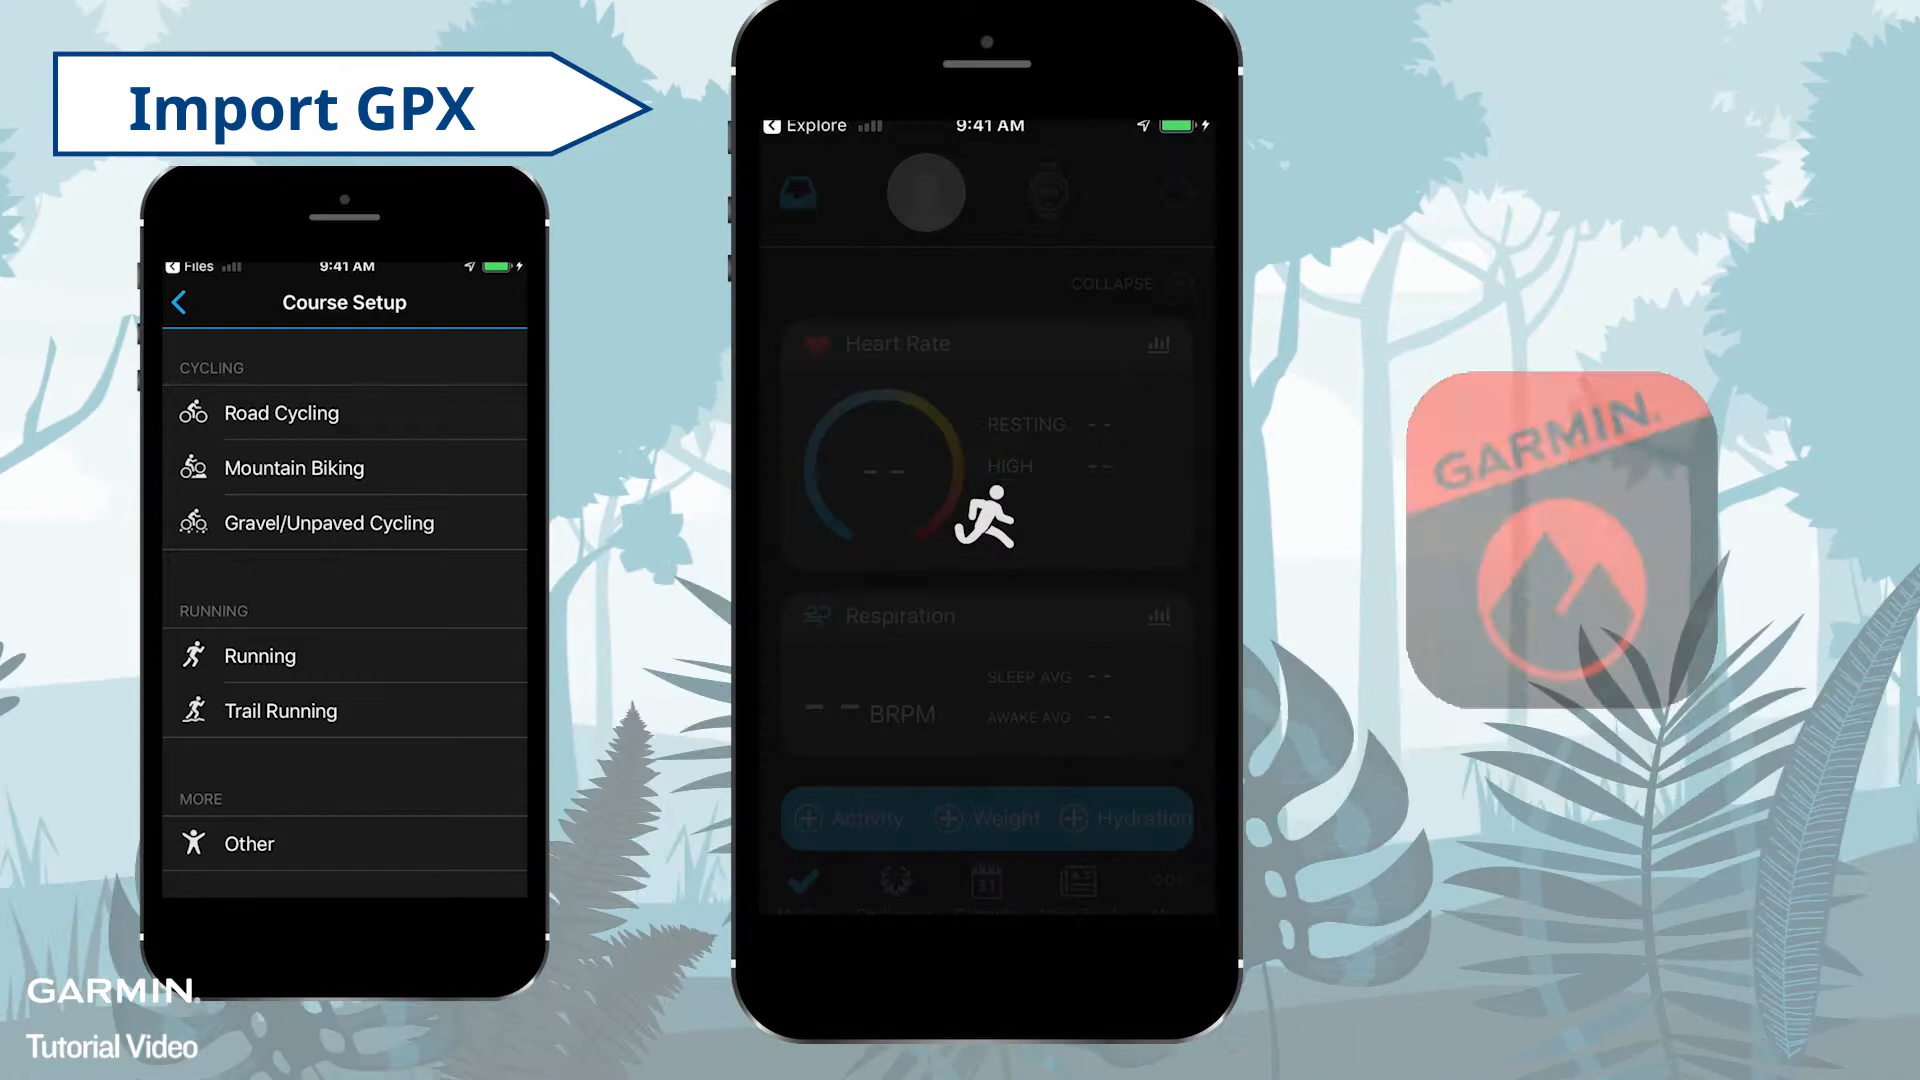 Import GPX
Files
9:41 AM
Course Setup
CYCLING
Road Cycling
Mountain Biking
Gravel/Unpaved Cycling
RUNNING
Running
Trail Running
MORE
Other
Explore
9:41 AM
COLLAPSE
Heart Rate
RESTING --
HIGH --
--
Respiration
SLEEP AVG --
-- BRPM
AWAKE AVG --
Activity
Weight
Hydration
31
GARMIN.
GARMIN.
Tutorial Video